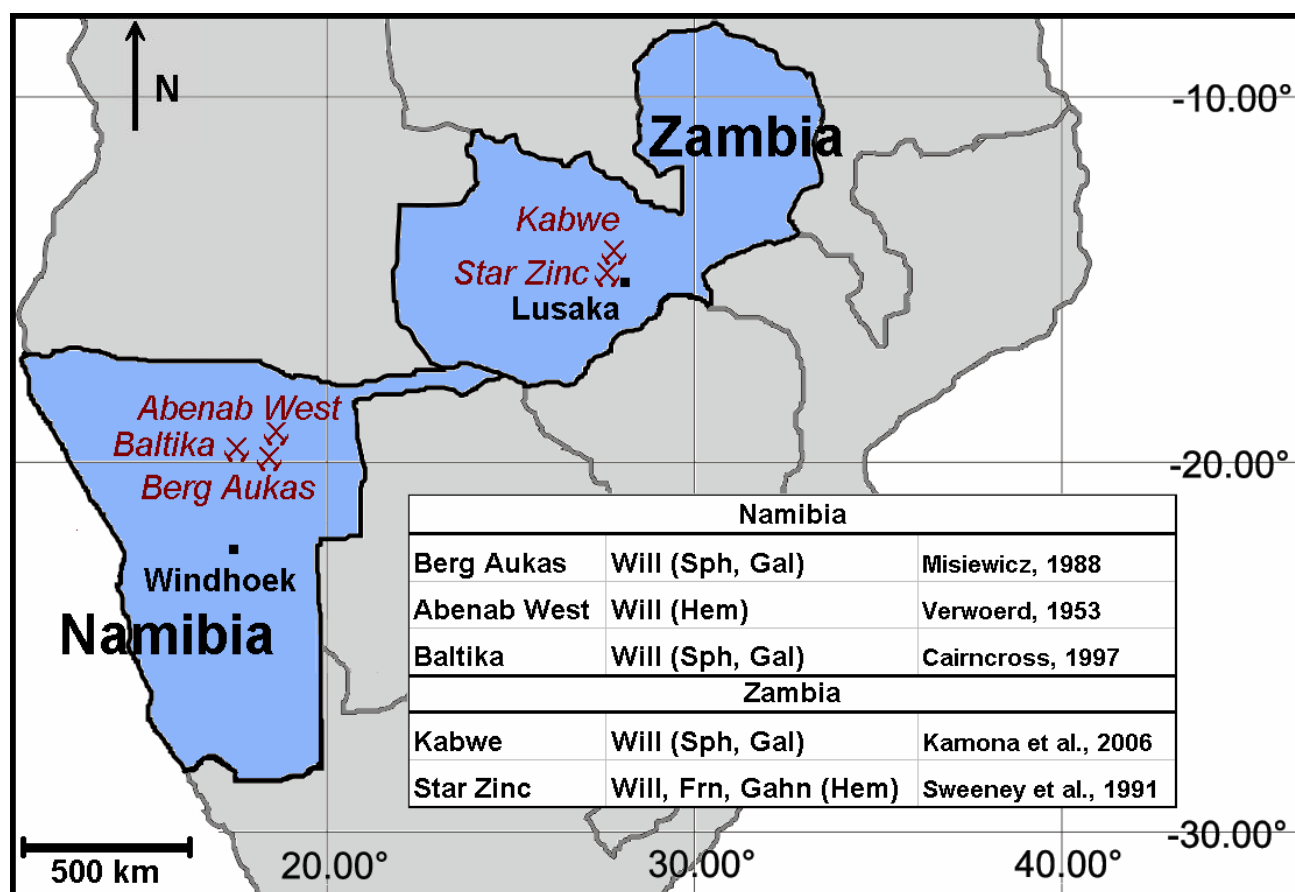 N
-10.00°
Zambia
Kabwe
Star Zinc
Lusaka
Abenab West
Baltika
Berg Aukas
-20.00°
Windhoek
Namibia
Namibia
Berg Aukas Will (Sph, Gal) Misiewicz, 1988
Abenab West Will (Hem) Verwoerd, 1953
Baltika Will (Sph, Gal) Cairncross, 1997
Zambia
Kabwe Will (Sph, Gal) Kamona et al., 2006
Star Zinc Will, Frn, Gahn (Hem) Sweeney et al., 1991
-30.00°
500 km
20.00° 30.00° 40.00°